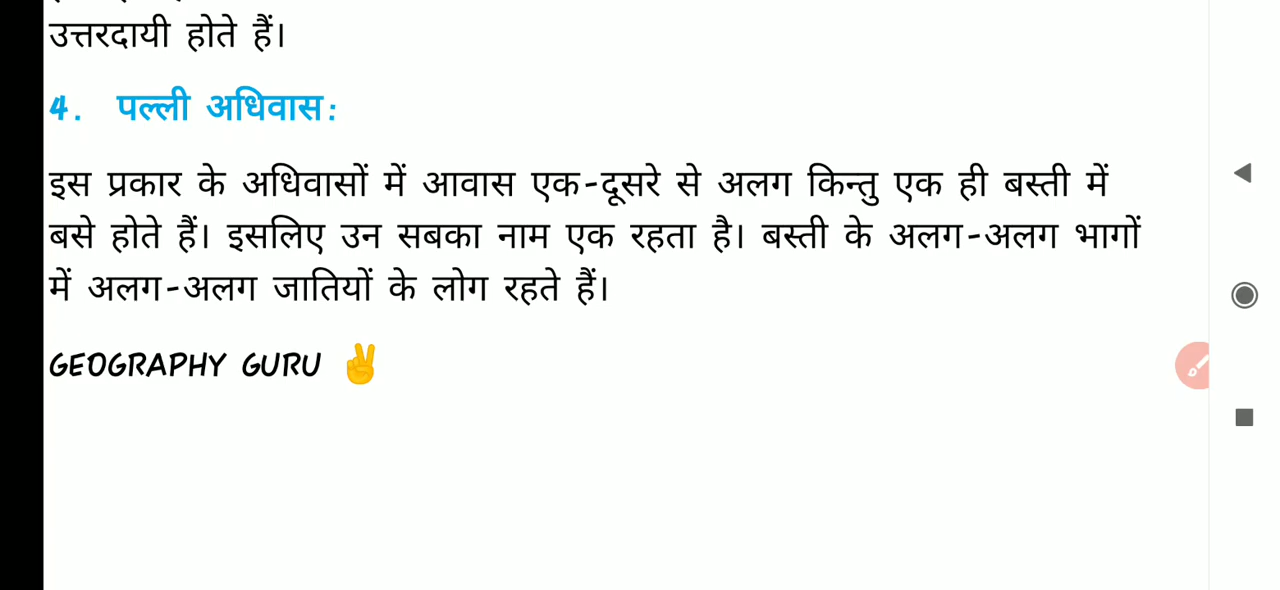 उत्तरदायी होते हैं।
4. पल्ली अधिवास:
इस प्रकार के अधिवासों में आवास एक-दूसरे से अलग किन्तु एक ही बस्ती में
बसे होते हैं। इसलिए उन सबका नाम एक रहता है। बस्ती के अलग-अलग भागों
में अलग-अलग जातियों के लोग रहते हैं।
GEOGRAPHY GURU ✌️